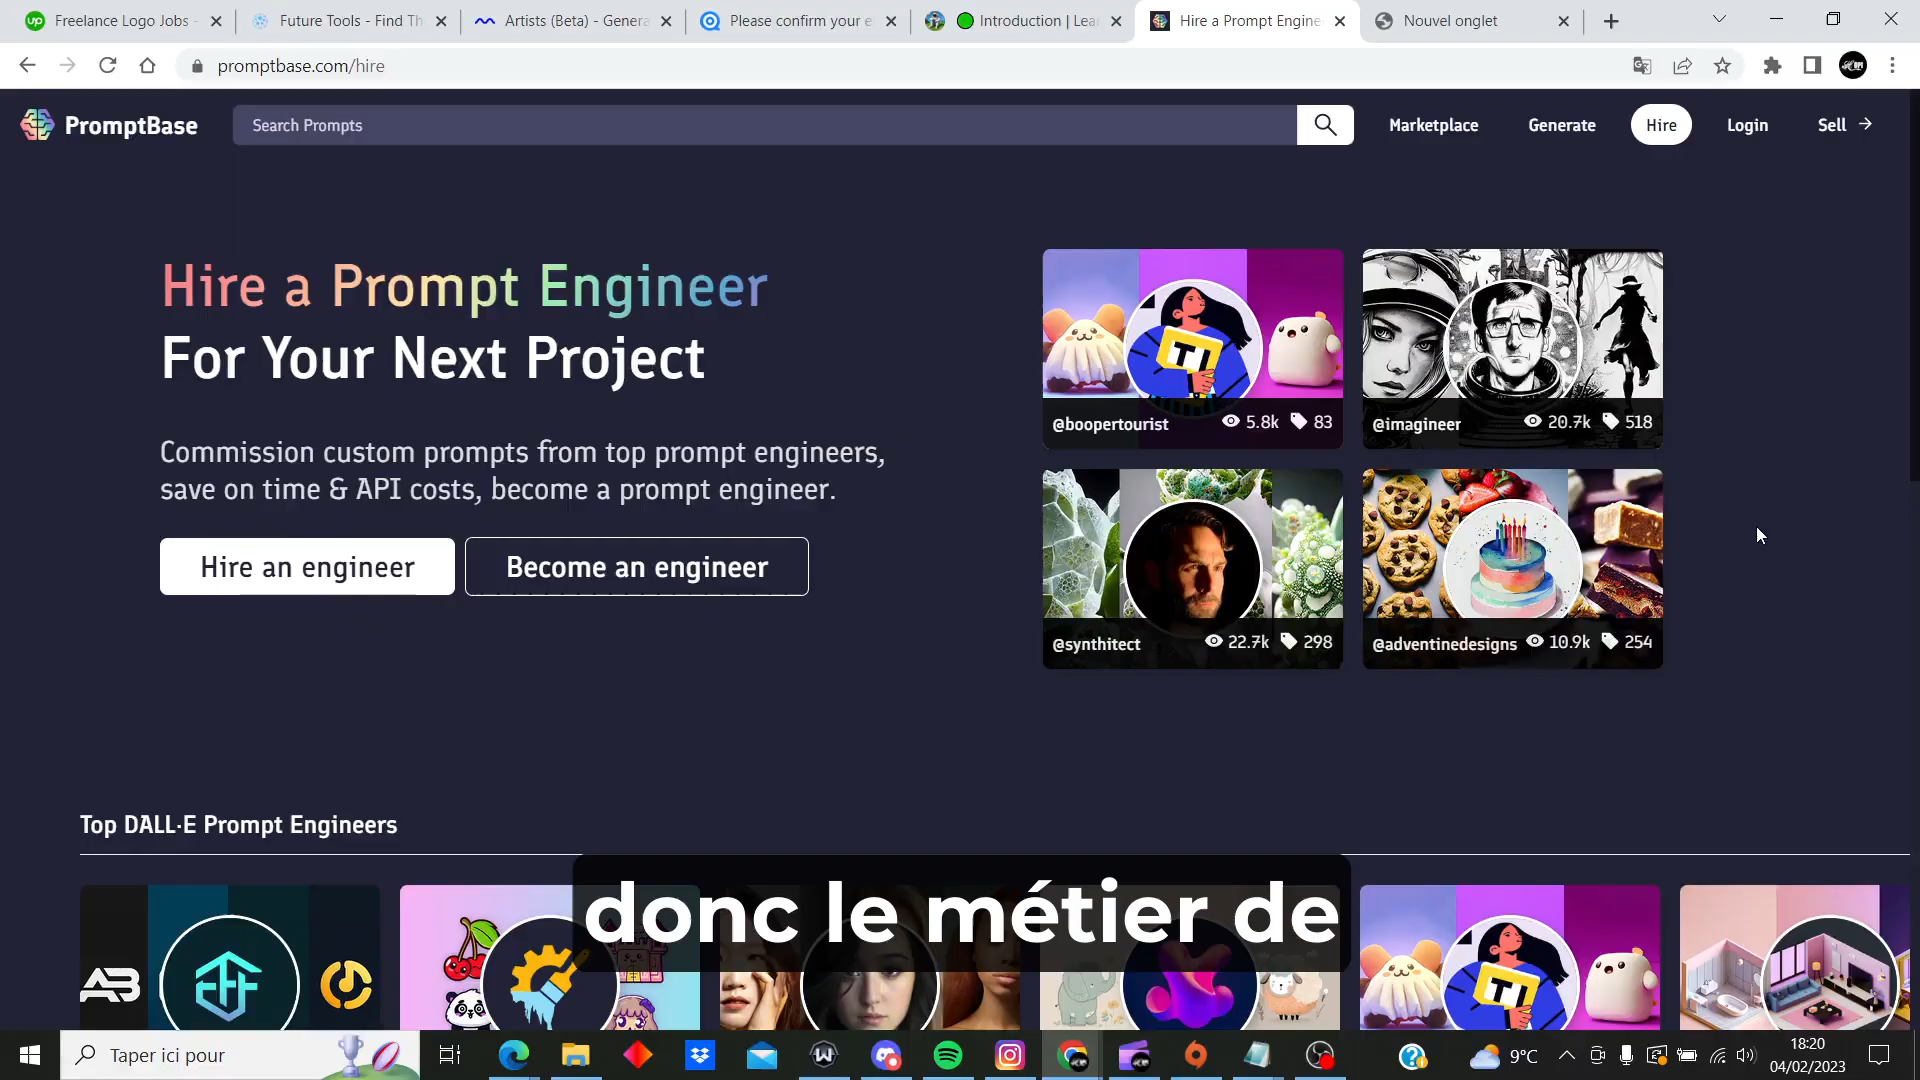 Freelance Logo Jobs -
Future Tools - Find Th
Artists (Beta) - Genera
Please confirm your e
Introduction | Lea
Hire a Prompt Engine
Nouvel onglet
promptbase.com/hire
PromptBase
Search Prompts
Marketplace
Generate
Hire
Login
Sell
Hire a Prompt Engineer
For Your Next Project
Commission custom prompts from top prompt engineers,
save on time & API costs, become a prompt engineer.
Hire an engineer
Become an engineer
@boopertourist 5.8k 83
@imagineer 20.7k 518
@synthitect 22.7k 298
@adventinedesigns 10.9k 254
Top DALL·E Prompt Engineers
donc le métier de
Taper ici pour
9°C
18:20
04/02/2023